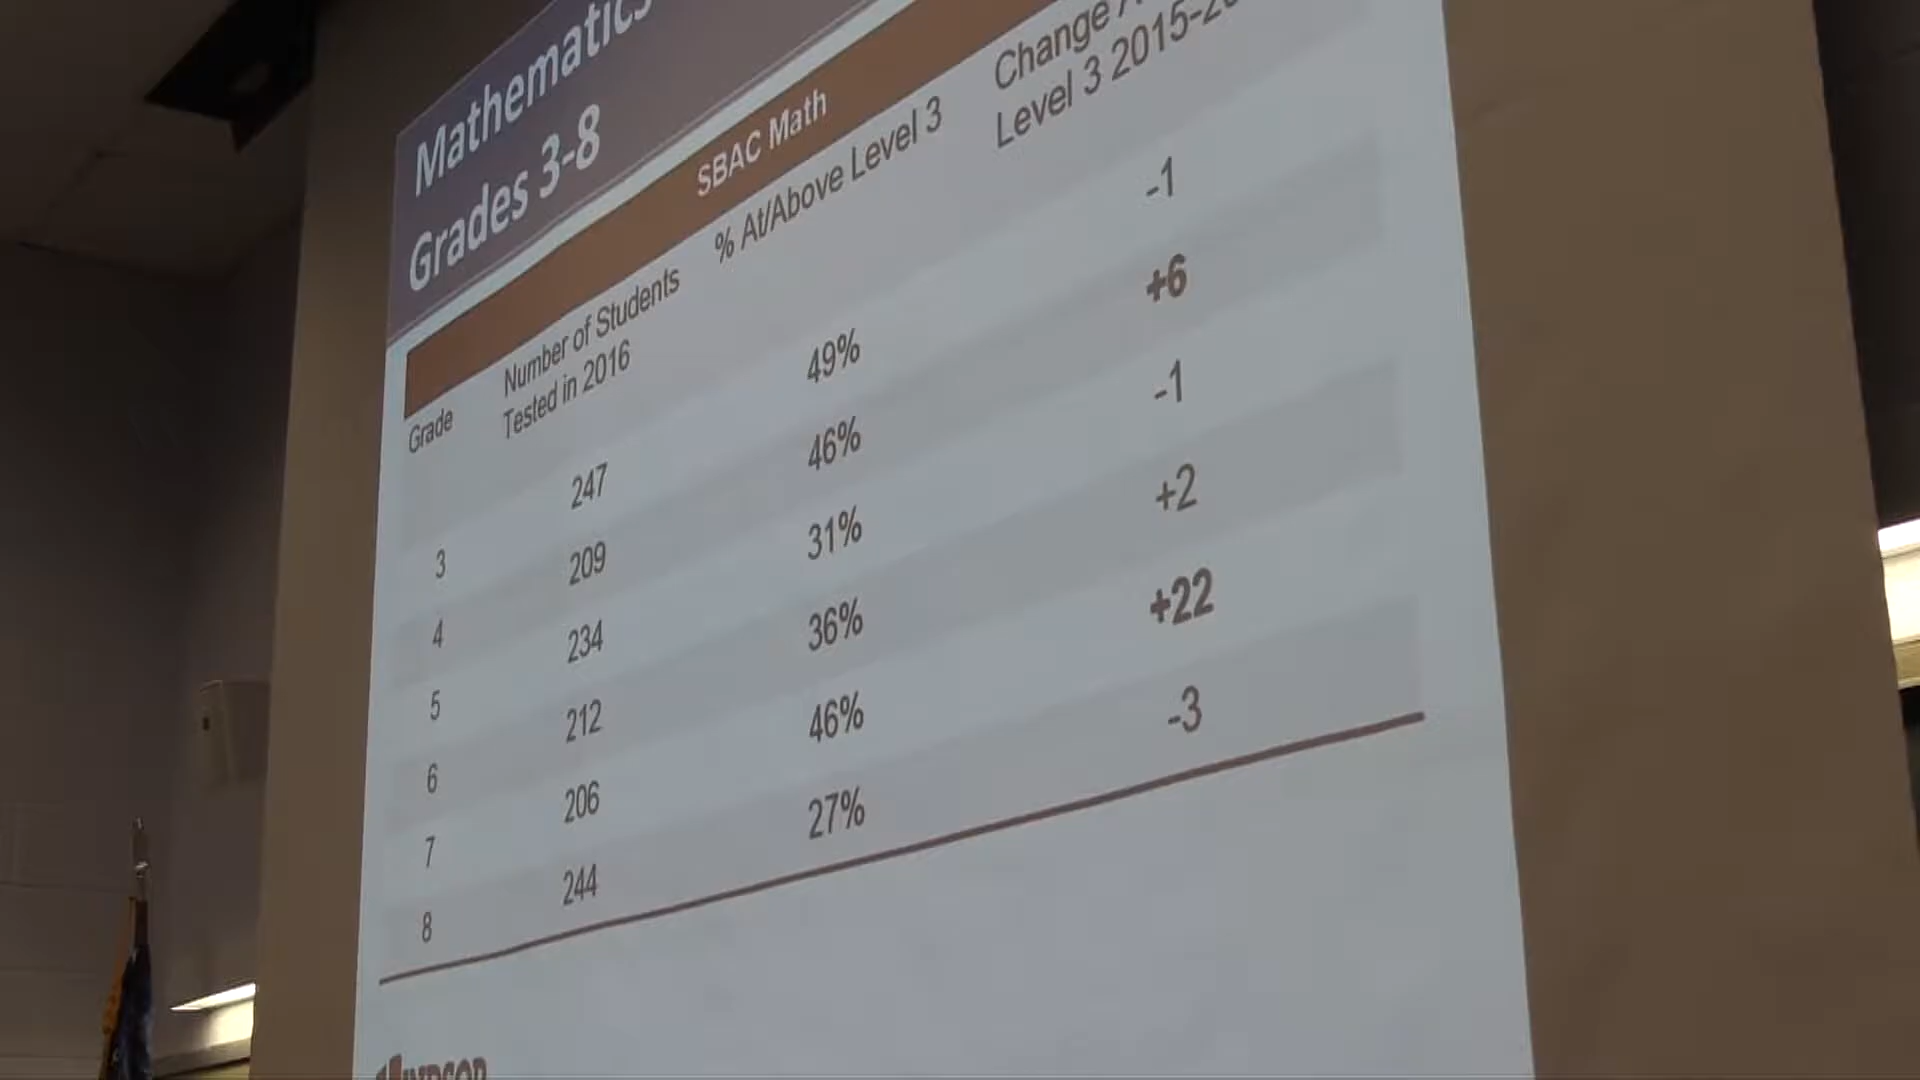 Mathematics
Grades 3-8
SBAC Math
Grade
Number of Students
Tested in 2016
% At/Above Level 3
Change
Level 3 2015-
3 247 49% -1
4 209 46% +6
5 234 31% -1
6 212 36% +2
7 206 46% +22
8 244 27% -3